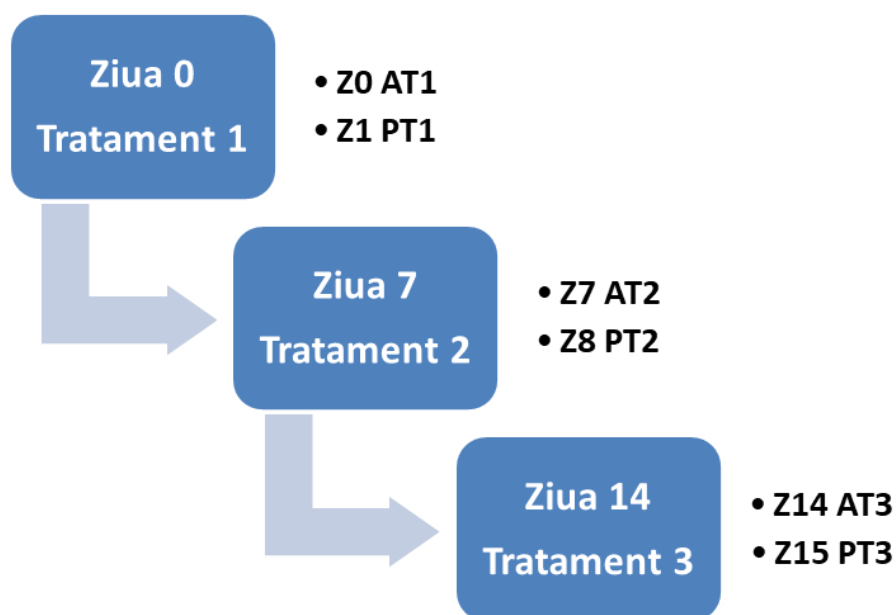 Ziua 0
Tratament 1
• Z0 AT1
• Z1 PT1
Ziua 7
Tratament 2
• Z7 AT2
• Z8 PT2
Ziua 14
Tratament 3
• Z14 AT3
• Z15 PT3